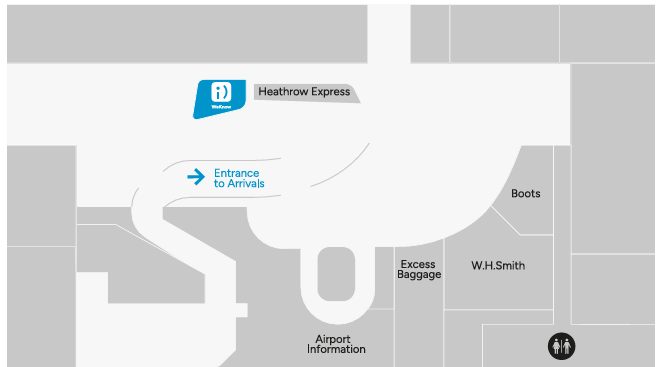 i)
WeKnow
Heathrow Express
Entrance
to Arrivals
Boots
Excess
Baggage
W.H.Smith
Airport
Information